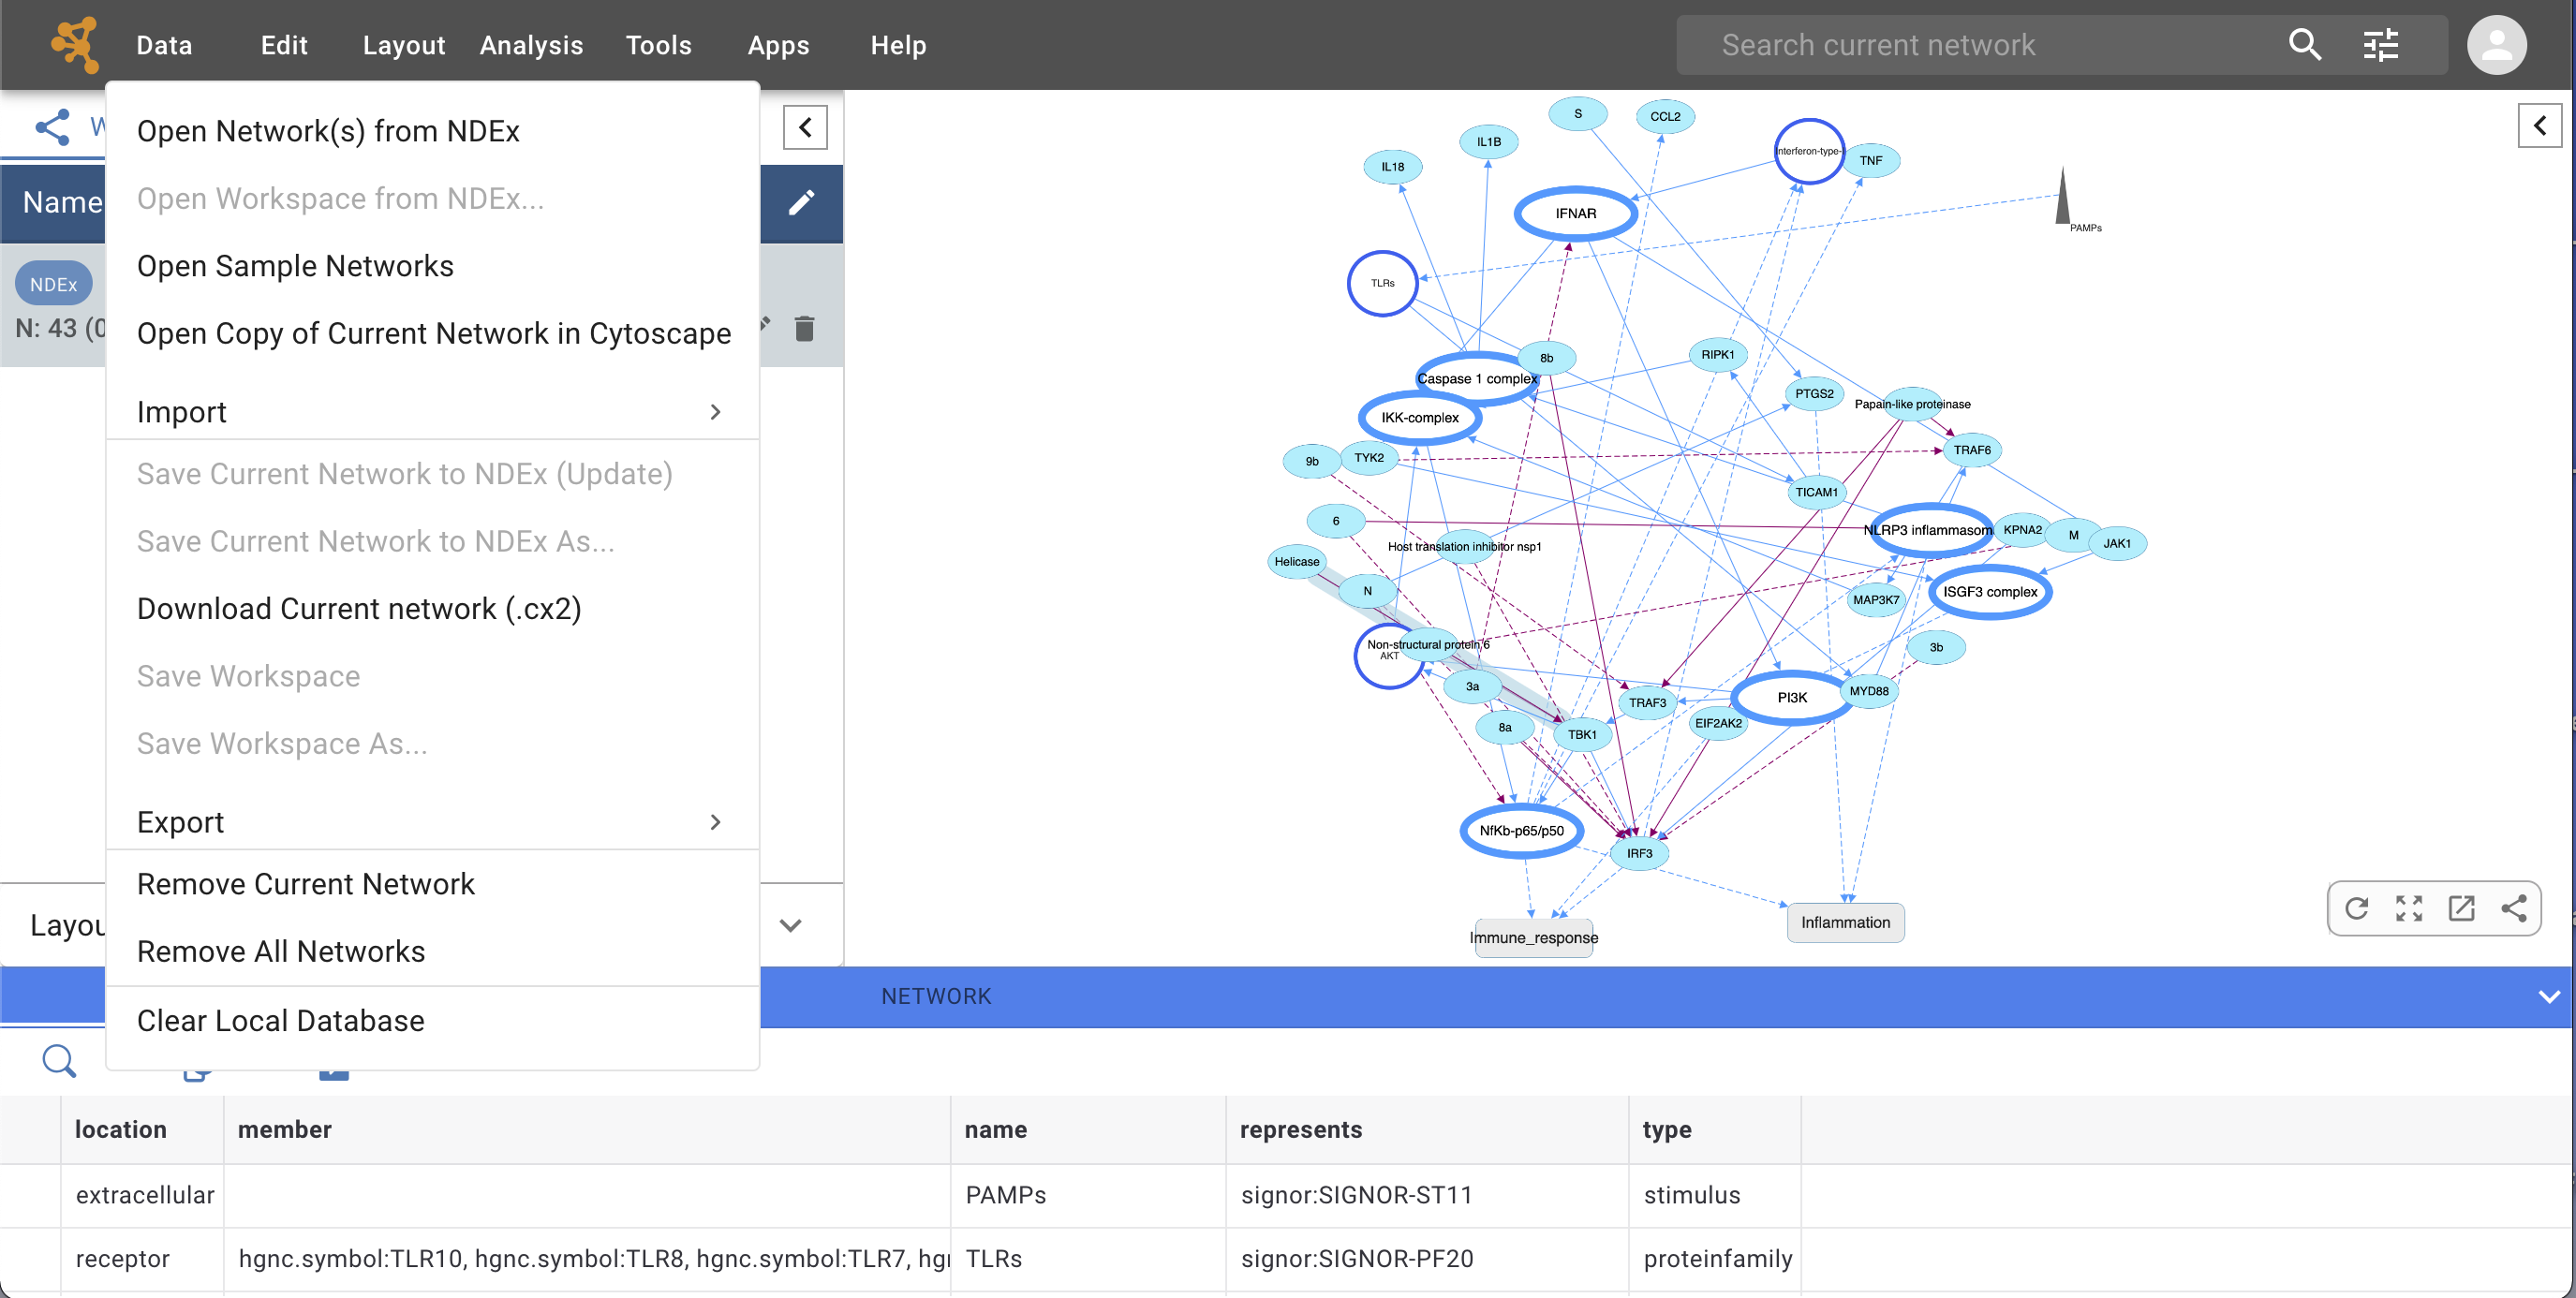 Data Edit Layout Analysis Tools Apps Help
Search current network
Open Network(s) from NDEx
Open Workspace from NDEx...
Open Sample Networks
Open Copy of Current Network in Cytoscape
Import
Save Current Network to NDEx (Update)
Save Current Network to NDEx As...
Download Current network (.cx2)
Save Workspace
Save Workspace As...
Export
Remove Current Network
Remove All Networks
Clear Local Database
W
Name
NDEx
N: 43 (0
Layou
S
CCL2
IL1B
IL18
Interferon-type-
TNF
IFNAR
PAMPs
TLRs
8b
RIPK1
Caspase 1 complex
PTGS2
Papain-like proteinase
IKK-complex
TRAF6
9b
TYK2
TICAM1
6
NLRP3 inflammasom
KPNA2
M
JAK1
Host translation inhibitor nsp1
Helicase
N
MAP3K7
ISGF3 complex
Non-structural protein 6
AKT
3b
3a
TRAF3
PI3K
MYD88
8a
TBK1
EIF2AK2
NfKb-p65/p50
IRF3
Immune_response
Inflammation
NETWORK
location member name represents type
extracellular PAMPs signor:SIGNOR-ST11 stimulus
receptor hgnc.symbol:TLR10, hgnc.symbol:TLR8, hgnc.symbol:TLR7, hgn TLRs signor:SIGNOR-PF20 proteinfamily